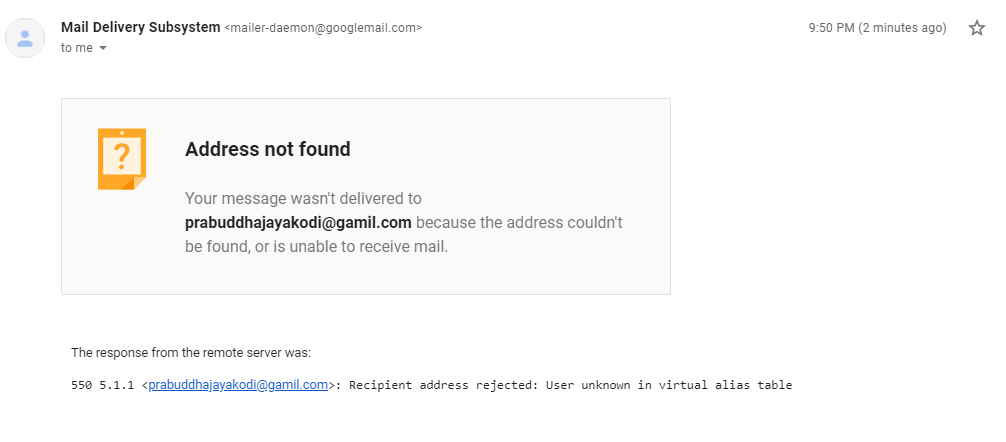 Mail Delivery Subsystem <mailer-daemon@googlemail.com>
9:50 PM (2 minutes ago)
to me
?
Address not found
Your message wasn't delivered to
prabuddhajayakodi@gamil.com because the address couldn't
be found, or is unable to receive mail.
The response from the remote server was:
550 5.1.1 <prabuddhajayakodi@gamil.com>: Recipient address rejected: User unknown in virtual alias table